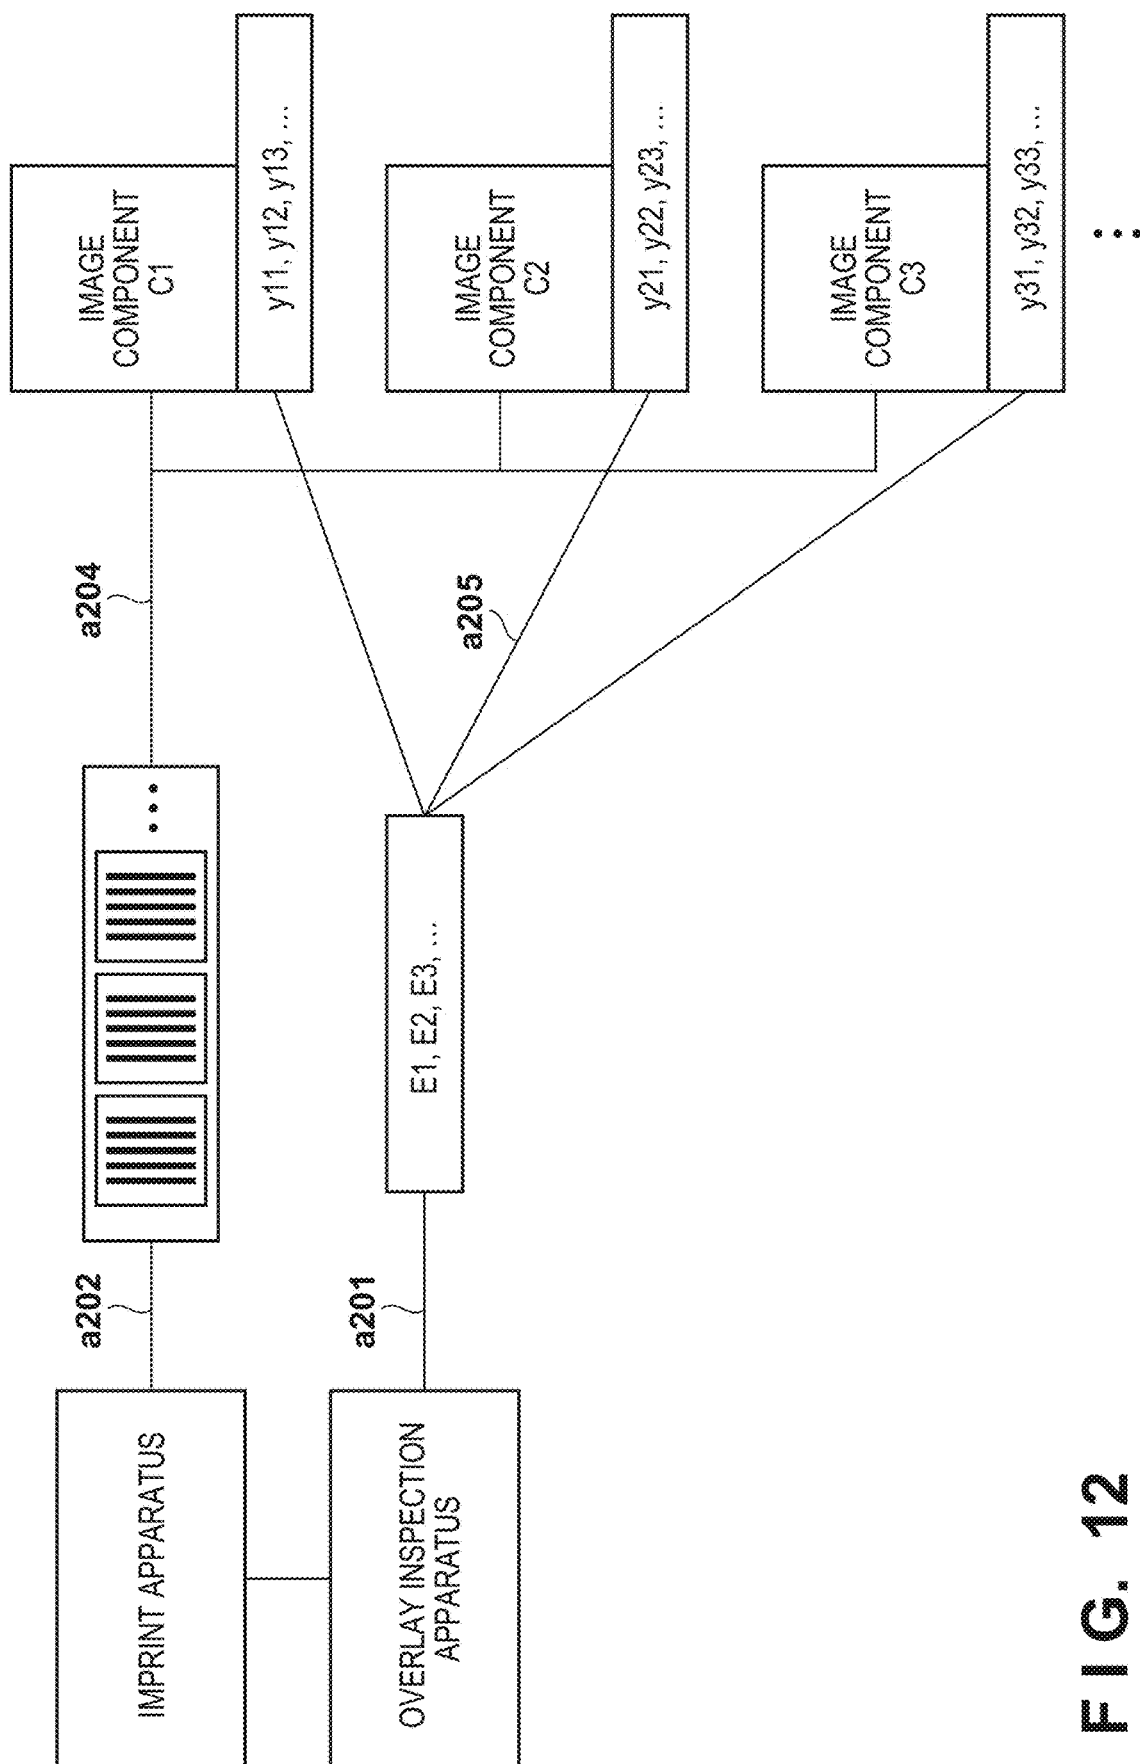 IMPRINT APPARATUS
a202
a204
IMAGE
COMPONENT
C1
y11, y12, y13, ...
OVERLAY INSPECTION
APPARATUS
a201
E1, E2, E3, ...
a205
IMAGE
COMPONENT
C2
y21, y22, y23, ...
IMAGE
COMPONENT
C3
y31, y32, y33, ...
FIG. 12